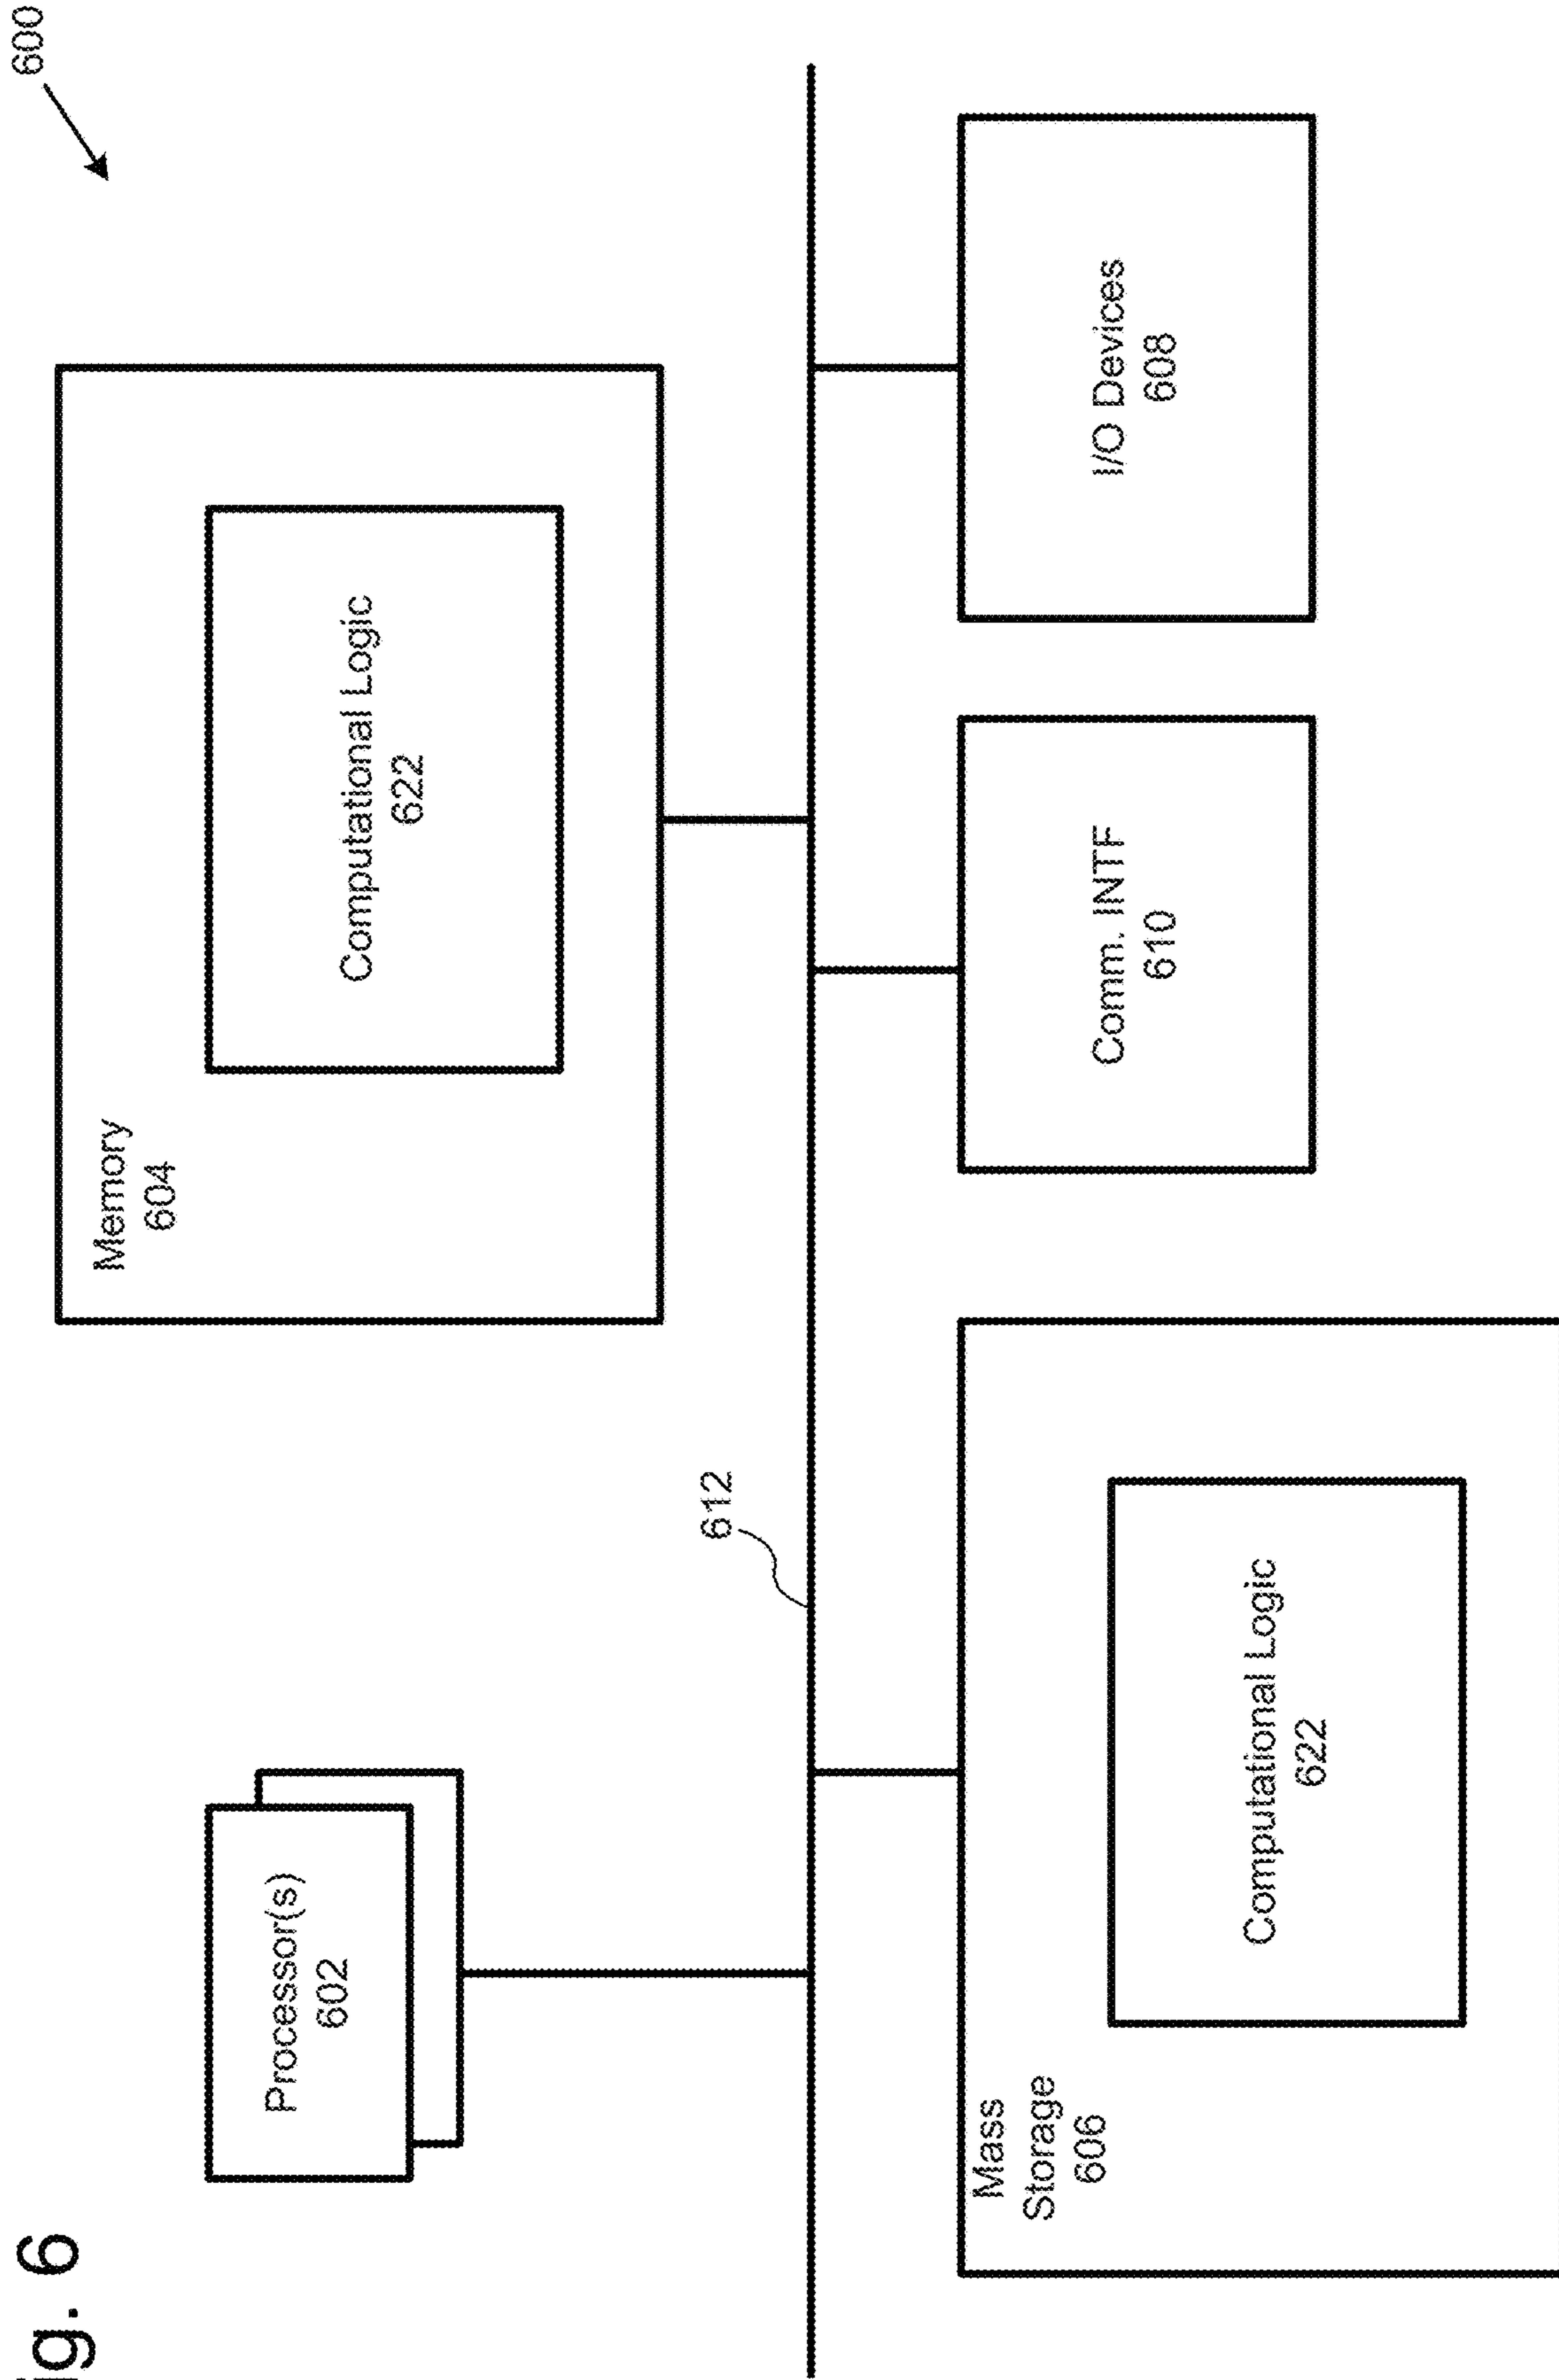 ig. 6
600
Processor(s)
602
Memory
604
Computational Logic
622
612
Mass
Storage
606
Computational Logic
622
Comm. INTF
610
I/O Devices
608